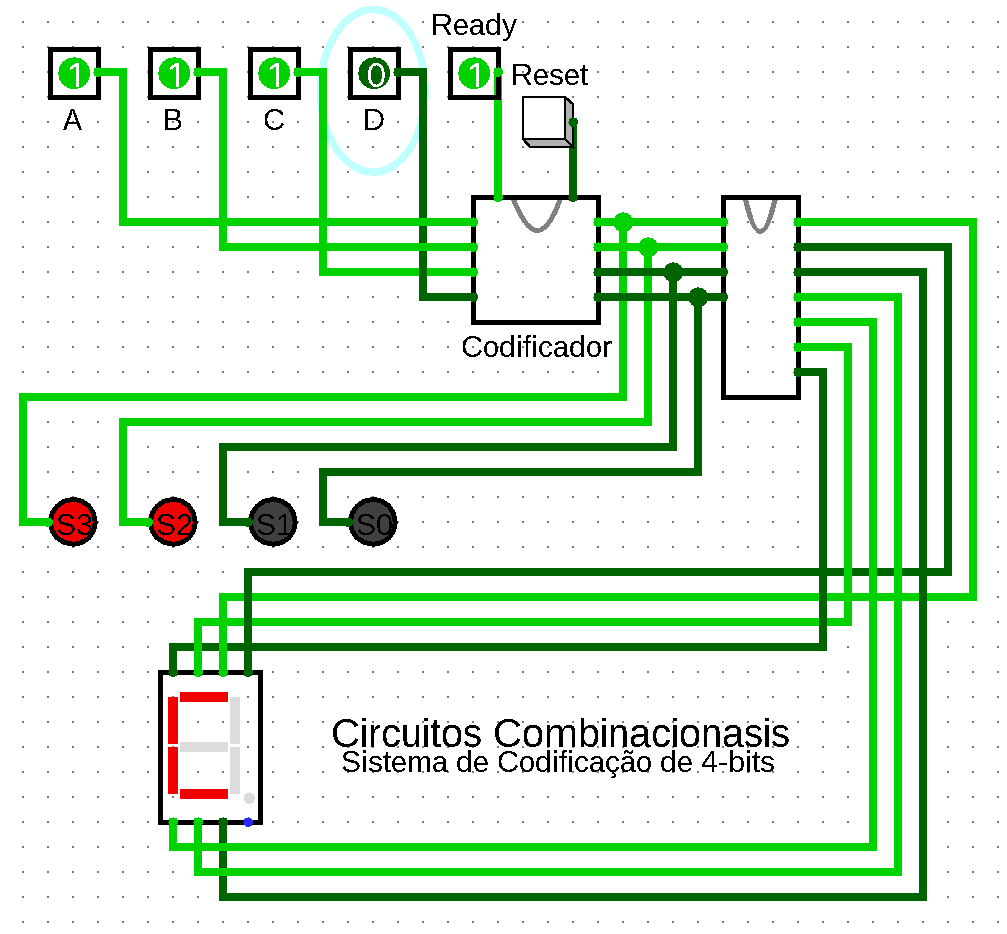 Ready
1 1 1 0 1
Reset
A B C D
Codificador
S3 S2 S1 S0
Circuitos Combinacionasis
Sistema de Codificação de 4-bits